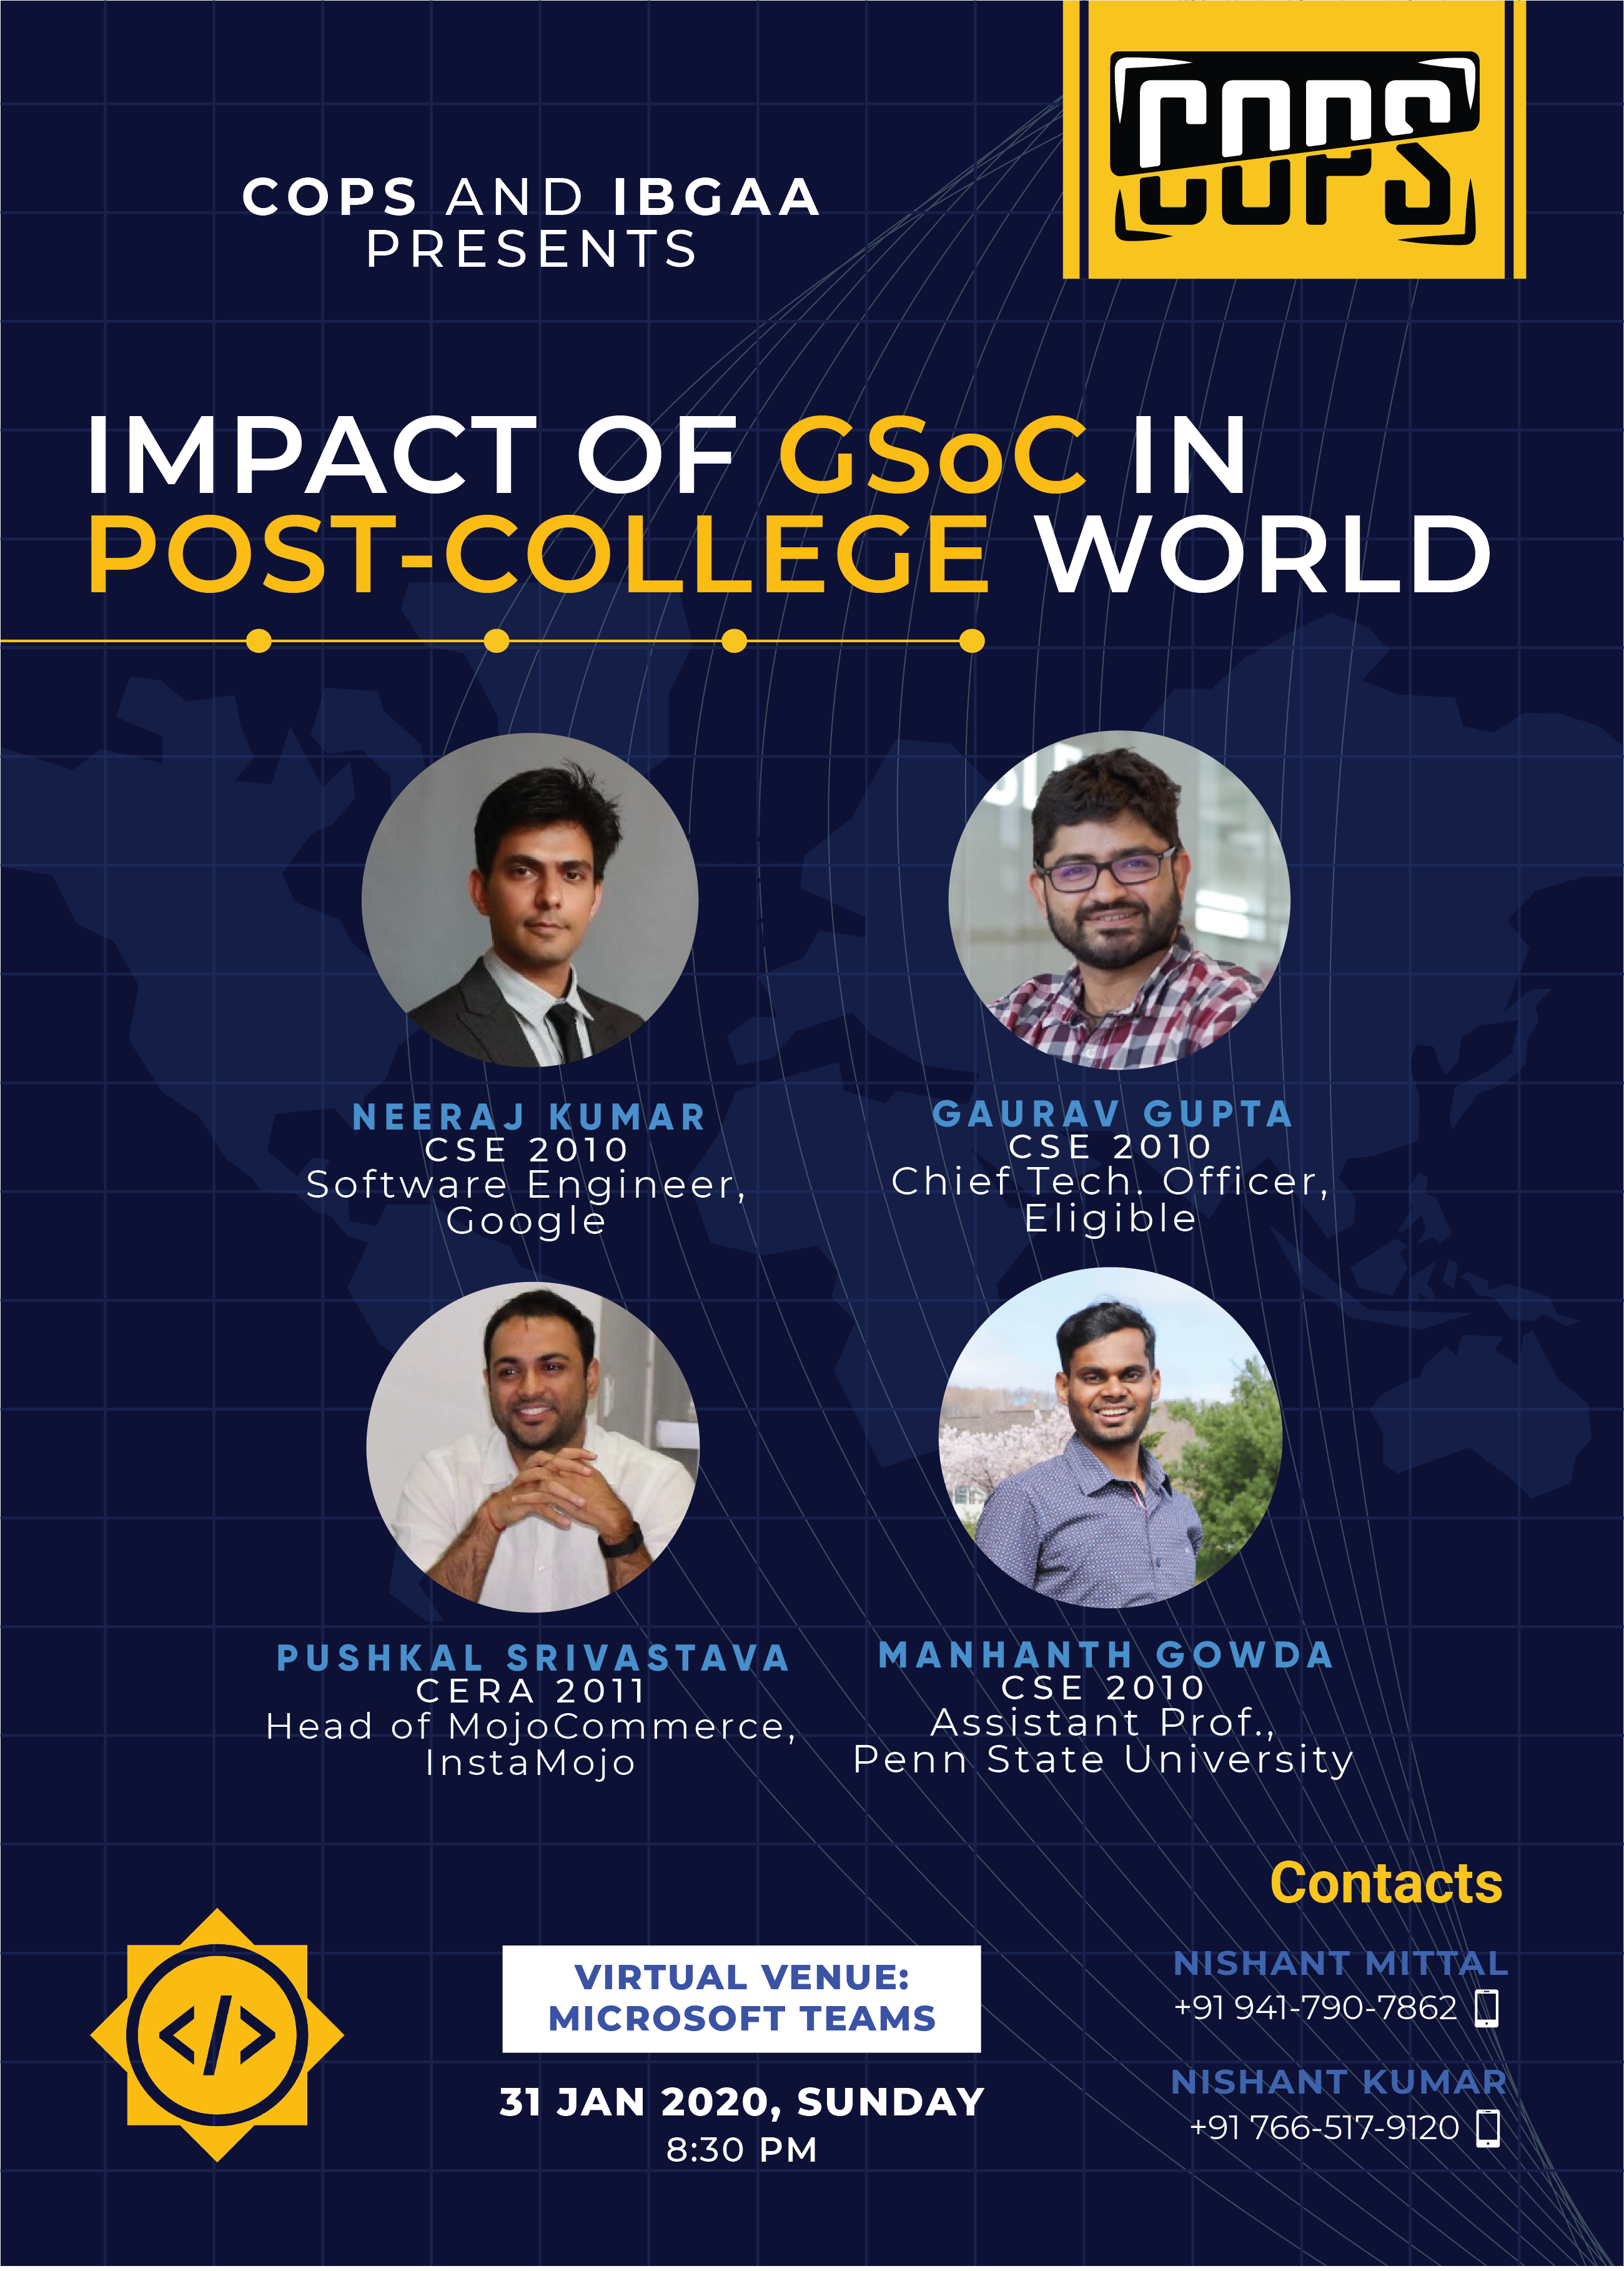 COPS
COPS AND IBGAA
PRESENTS
IMPACT OF GSoC IN
POST-COLLEGE WORLD
NEERAJ KUMAR
CSE 2010
Software Engineer,
Google
GAURAV GUPTA
CSE 2010
Chief Tech. Officer,
Eligible
PUSHKAL SRIVASTAVA
CERA 2011
Head of MojoCommerce,
InstaMojo
MANHANTH GOWDA
CSE 2010
Assistant Prof.,
Penn State University
</>
VIRTUAL VENUE:
MICROSOFT TEAMS
31 JAN 2020, SUNDAY
8:30 PM
Contacts
NISHANT MITTAL
+91 941-790-7862
NISHANT KUMAR
+91 766-517-9120